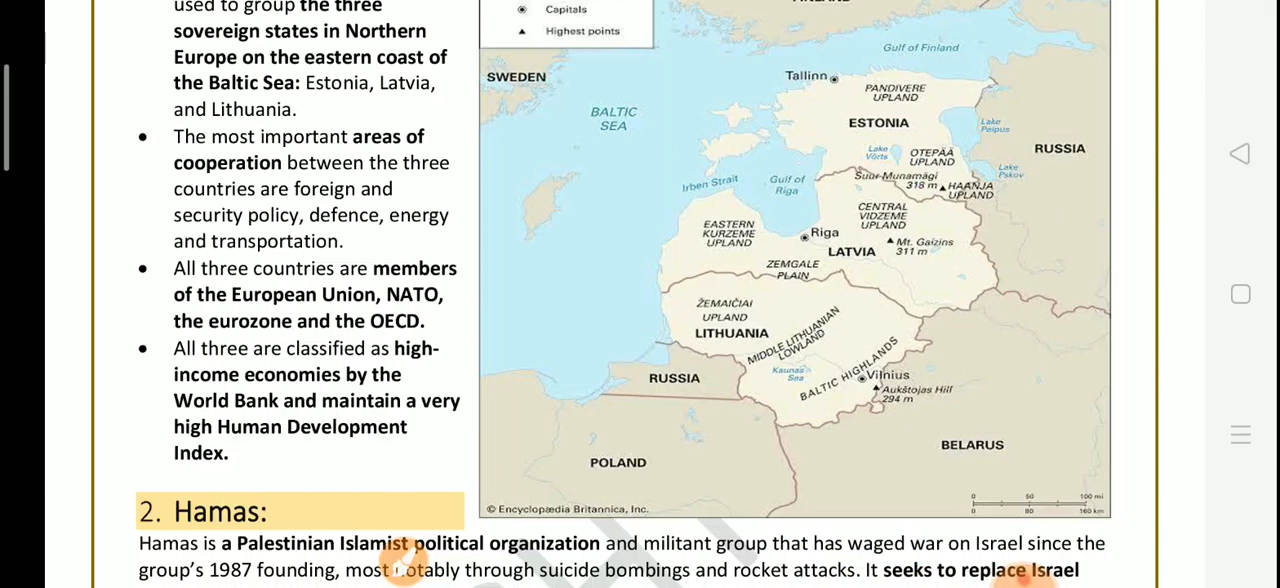 used to group the three
sovereign states in Northern
Europe on the eastern coast of
the Baltic Sea: Estonia, Latvia,
and Lithuania.
• The most important areas of
cooperation between the three
countries are foreign and
security policy, defence, energy
and transportation.
• All three countries are members
of the European Union, NATO,
the eurozone and the OECD.
• All three are classified as high-
income economies by the
World Bank and maintain a very
high Human Development
Index.
Capitals
Highest points
SWEDEN
BALTIC
SEA
Gulf of Finland
Tallinn
PANDIVERE
UPLAND
ESTONIA
Lake
Peipus
RUSSIA
Lake
Võrts
OTEPÄÄ
UPLAND
Lake
Pskov
Irben Strait
Gulf of
Riga
Suur Munamägi
318 m
HAANJA
UPLAND
CENTRAL
VIDZEME
UPLAND
EASTERN
KURZEME
UPLAND
Riga
Mt. Gaizins
311 m
LATVIA
ZEMGALE
PLAIN
ŽEMAIČIAI
UPLAND
LITHUANIA
MIDDLE LITHUANIAN
LOWLAND
Kaunas
Sea
BALTIC HIGHLANDS
Vilnius
Aukštojas Hill
294 m
RUSSIA
BELARUS
POLAND
0 50 100 mi
0 80 160 km
© Encyclopædia Britannica, Inc.
2. Hamas:
Hamas is a Palestinian Islamist political organization and militant group that has waged war on Israel since the
group's 1987 founding, most notably through suicide bombings and rocket attacks. It seeks to replace Israel